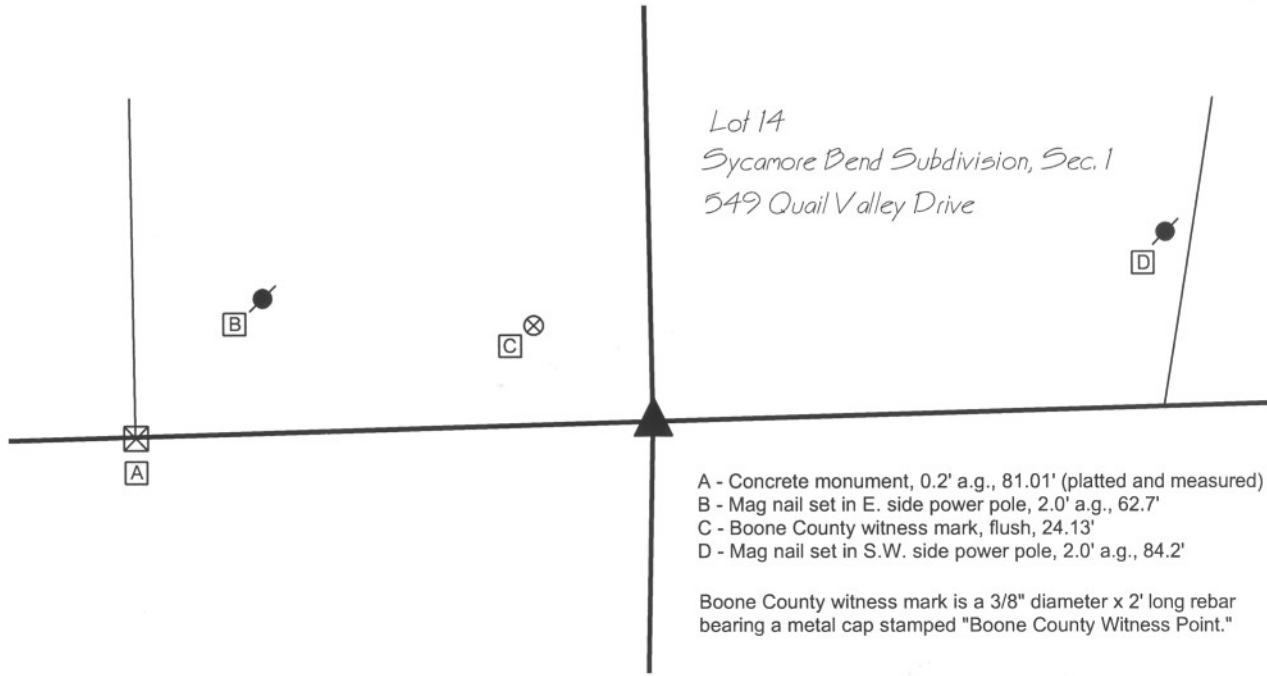 Lot 14
Sycamore Bend Subdivision, Sec. 1
549 Quail Valley Drive
D
B
C
A
A - Concrete monument, 0.2' a.g., 81.01' (platted and measured)
B - Mag nail set in E. side power pole, 2.0' a.g., 62.7'
C - Boone County witness mark, flush, 24.13'
D - Mag nail set in S.W. side power pole, 2.0' a.g., 84.2'
Boone County witness mark is a 3/8" diameter x 2' long rebar
bearing a metal cap stamped "Boone County Witness Point."